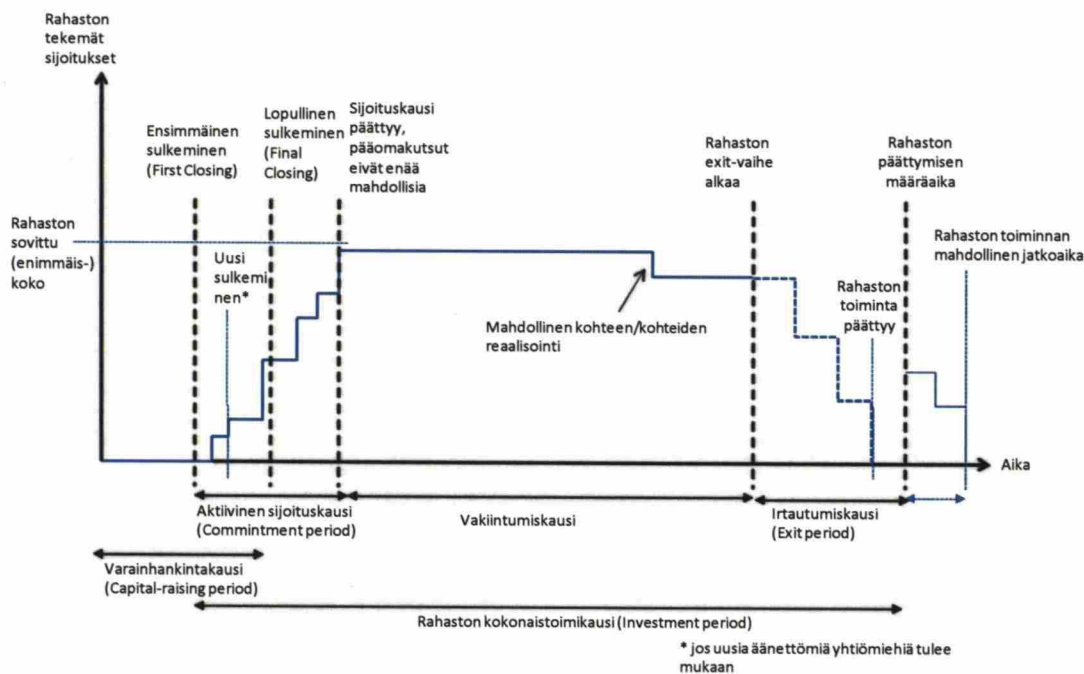 Rahaston
tekemät
sijoitukset
Ensimmäinen
sulkeminen
(First Closing)
Lopullinen
sulkeminen
(Final
Closing)
Sijoituskausi
päättyy,
pääomakutsut
eivät enää
mahdollisia
Rahaston
exit-vaihe
alkaa
Rahaston
päättymisen
määräaika
Rahaston
sovittu
(enimmäis-)
koko
Uusi
sulkemi
nen*
Mahdollinen kohteen/kohteiden
reaalisointi
Rahaston
toiminta
päättyy
Rahaston toiminnan
mahdollinen jatkoaika
Aika
Aktiivinen sijoituskausi
(Commintment period)
Vakiintumiskausi
Irtautumiskausi
(Exit period)
Varainhankintakausi
(Capital-raising period)
Rahaston kokonaistoimikausi (Investment period)
* jos uusia äänettömiä yhtiömiehiä tulee
mukaan